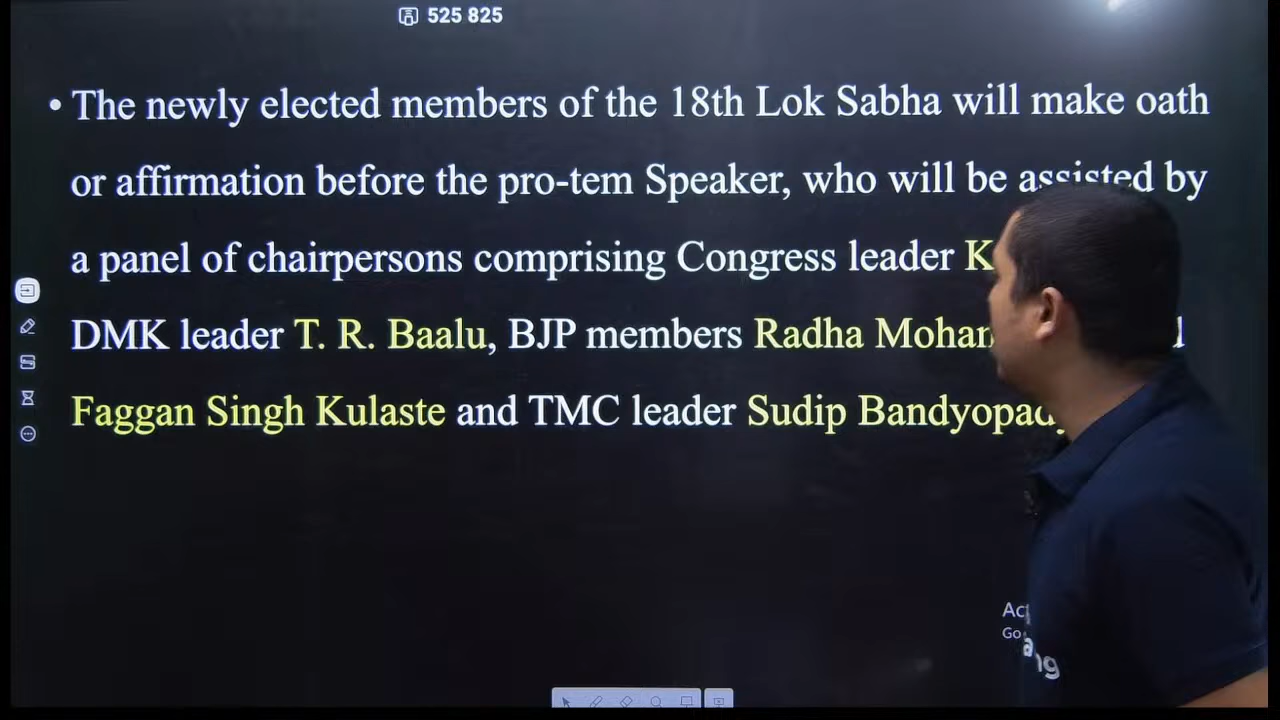 525 825
• The newly elected members of the 18th Lok Sabha will make oath
or affirmation before the pro-tem Speaker, who will be assisted by
a panel of chairpersons comprising Congress leader
DMK leader T. R. Baalu, BJP members Radha Mohan
Faggan Singh Kulaste and TMC leader Sudip